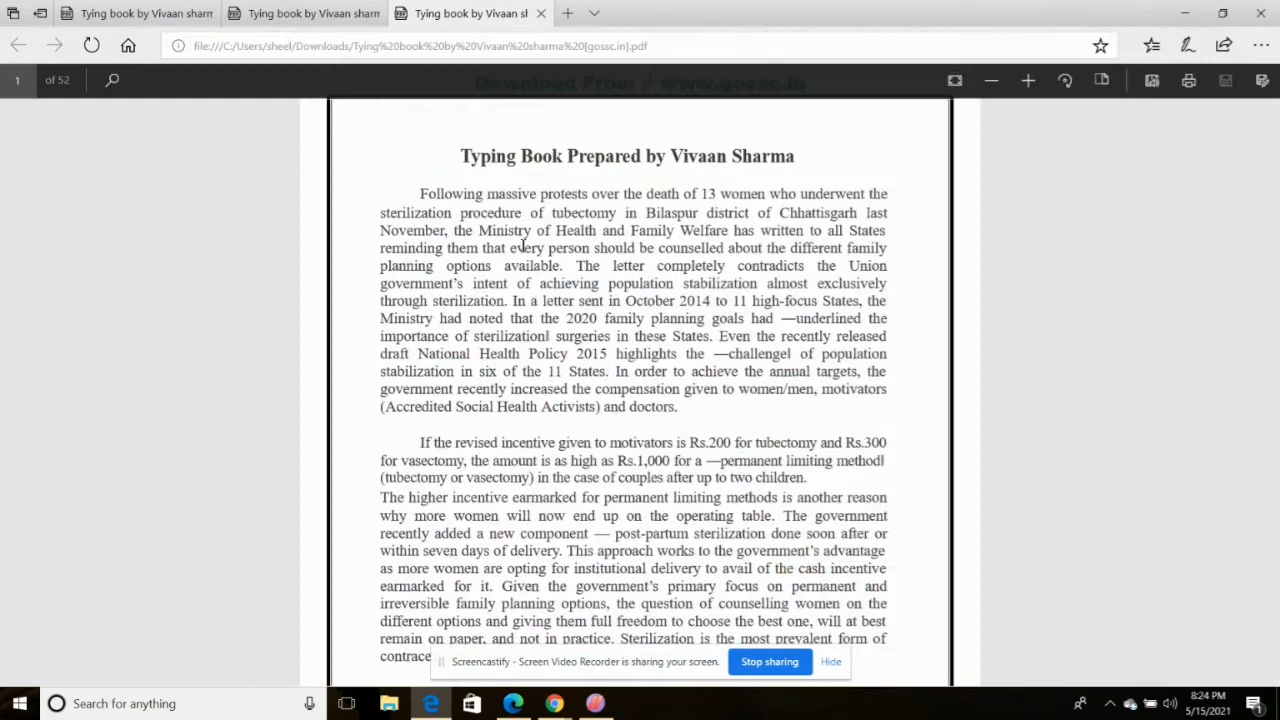 Tying book by Vivaan sharm
Tying book by Vivaan sharm
Tying book by Vivaan sl
file:///C:/Users/sheel/Downloads/Tying%20book%20by%20Vivaan%20sharma%20[gossc.in].pdf
1 of 52
Download From : www.gossc.in
Typing Book Prepared by Vivaan Sharma
Following massive protests over the death of 13 women who underwent the
sterilization procedure of tubectomy in Bilaspur district of Chhattisgarh last
November, the Ministry of Health and Family Welfare has written to all States
reminding them that every person should be counselled about the different family
planning options available. The letter completely contradicts the Union
government's intent of achieving population stabilization almost exclusively
through sterilization. In a letter sent in October 2014 to 11 high-focus States, the
Ministry had noted that the 2020 family planning goals had ―underlined the
importance of sterilization‖ surgeries in these States. Even the recently released
draft National Health Policy 2015 highlights the ―challenge‖ of population
stabilization in six of the 11 States. In order to achieve the annual targets, the
government recently increased the compensation given to women/men, motivators
(Accredited Social Health Activists) and doctors.
If the revised incentive given to motivators is Rs.200 for tubectomy and Rs.300
for vasectomy, the amount is as high as Rs.1,000 for a ―permanent limiting method‖
(tubectomy or vasectomy) in the case of couples after up to two children.
The higher incentive earmarked for permanent limiting methods is another reason
why more women will now end up on the operating table. The government
recently added a new component — post-partum sterilization done soon after or
within seven days of delivery. This approach works to the government's advantage
as more women are opting for institutional delivery to avail of the cash incentive
earmarked for it. Given the government's primary focus on permanent and
irreversible family planning options, the question of counselling women on the
different options and giving them full freedom to choose the best one, will at best
remain on paper, and not in practice. Sterilization is the most prevalent form of
contrace
Screencastify - Screen Video Recorder is sharing your screen. Stop sharing Hide
Search for anything
8:24 PM
5/15/2021